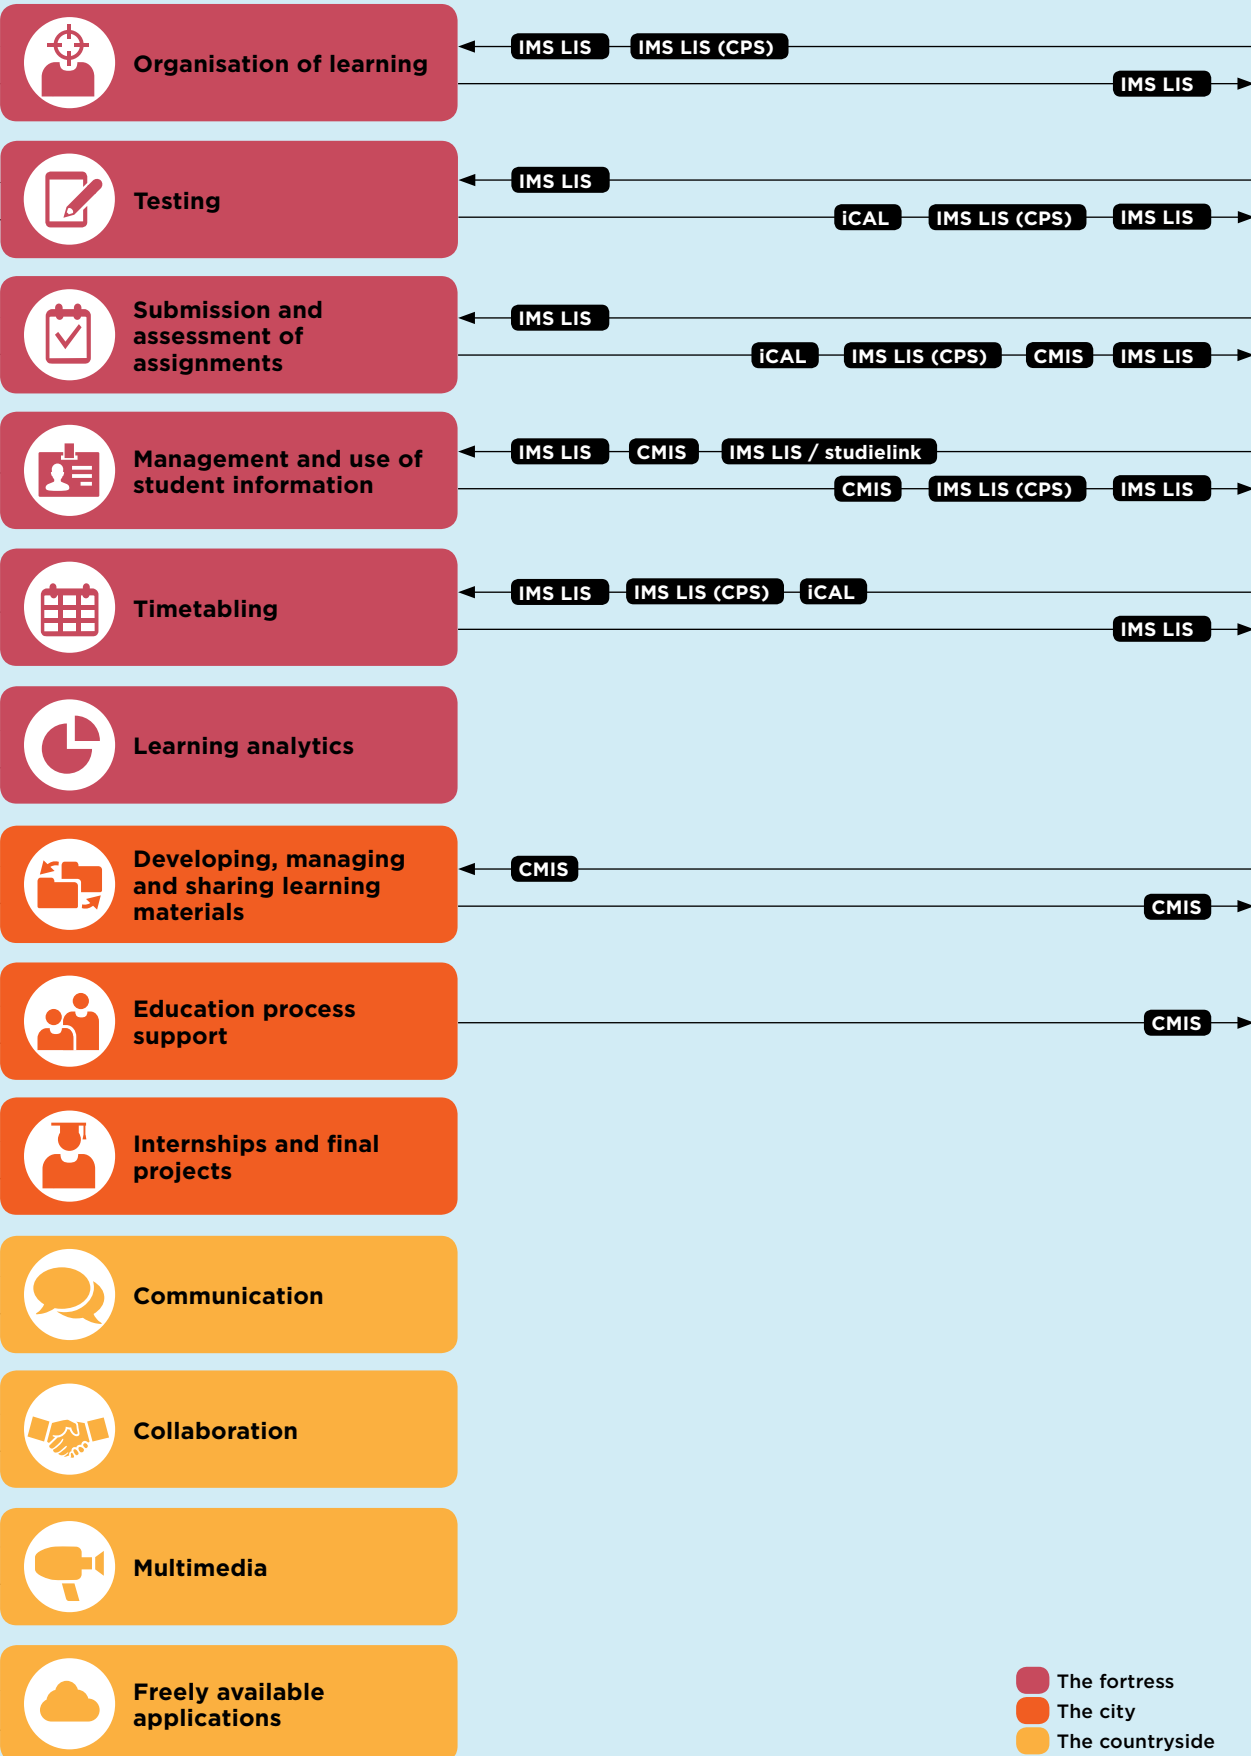 Organisation of learning
IMS LIS IMS LIS (CPS)
IMS LIS
Testing
IMS LIS
iCAL IMS LIS (CPS) IMS LIS
Submission and
assessment of
assignments
IMS LIS
iCAL IMS LIS (CPS) CMIS IMS LIS
Management and use of
student information
IMS LIS CMIS IMS LIS / studielink
CMIS IMS LIS (CPS) IMS LIS
Timetabling
IMS LIS IMS LIS (CPS) iCAL
IMS LIS
Learning analytics
Developing, managing
and sharing learning
materials
CMIS
CMIS
Education process
support
CMIS
Internships and final
projects
Communication
Collaboration
Multimedia
Freely available
applications
The fortress
The city
The countryside